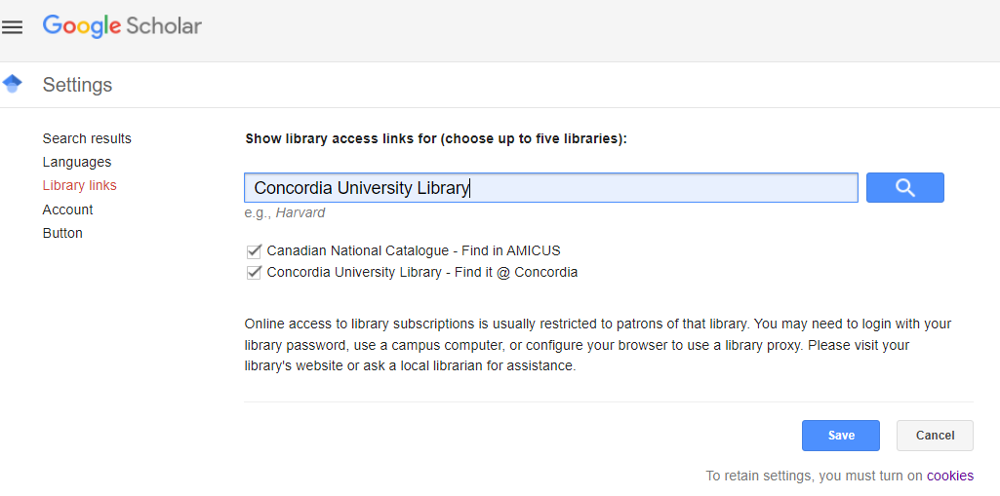 Google Scholar
Settings
Search results
Languages
Library links
Account
Button
Show library access links for (choose up to five libraries):
Concordia University Library
e.g., Harvard
Canadian National Catalogue - Find in AMICUS
Concordia University Library - Find it @ Concordia
Online access to library subscriptions is usually restricted to patrons of that library. You may need to login with your
library password, use a campus computer, or configure your browser to use a library proxy. Please visit your
library's website or ask a local librarian for assistance.
Save
Cancel
To retain settings, you must turn on cookies